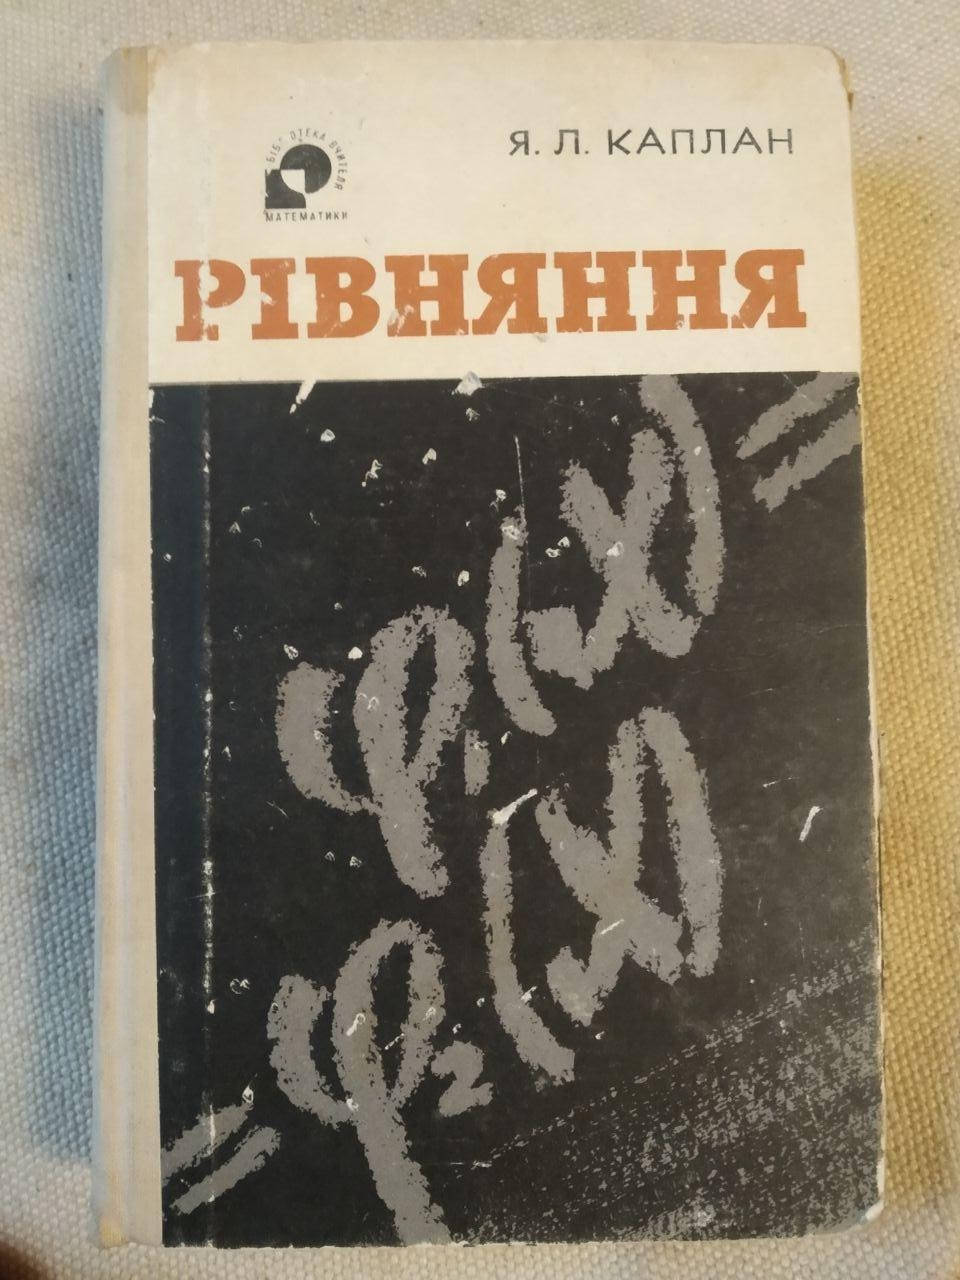 БІБЛІОТЕКА ВЧИТЕЛЯ
МАТЕМАТИКИ
Я. Л. КАПЛАН
РІВНЯННЯ
φ₁(x) =
= φ₂(x)